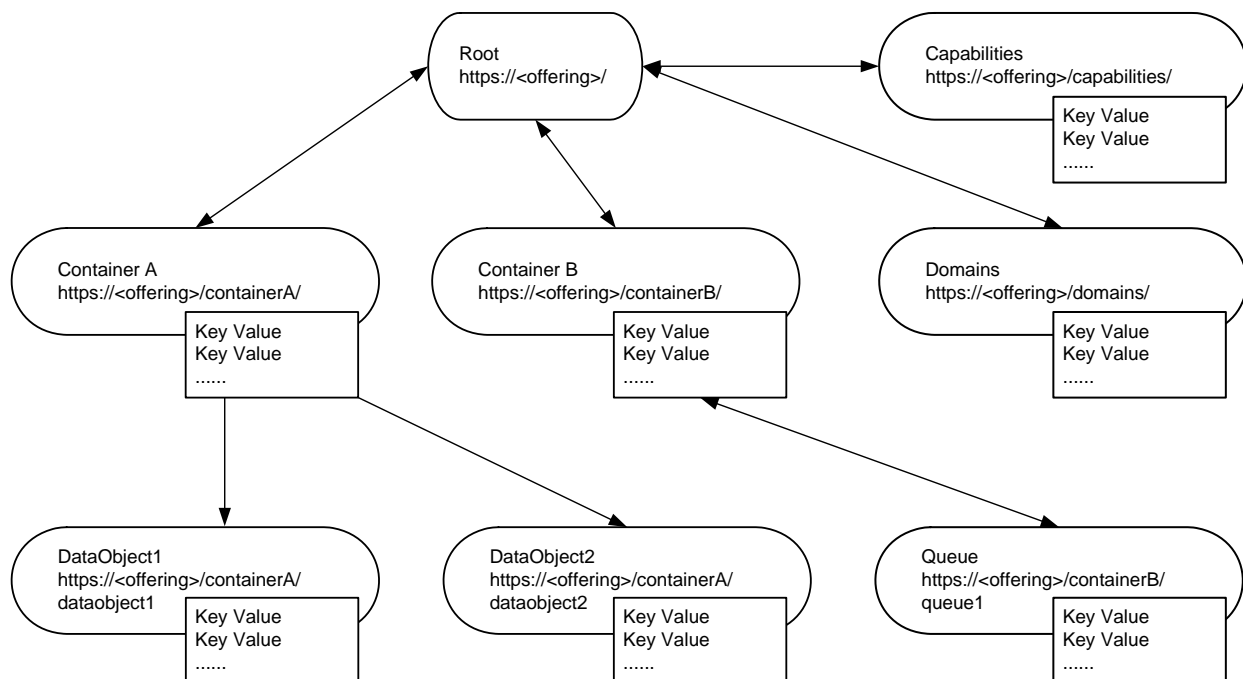 Root
https://<offering>/
Capabilities
https://<offering>/capabilities/
Key Value
Key Value
......
Container A
https://<offering>/containerA/
Key Value
Key Value
......
Container B
https://<offering>/containerB/
Key Value
Key Value
......
Domains
https://<offering>/domains/
Key Value
Key Value
......
DataObject1
https://<offering>/containerA/
dataobject1
Key Value
Key Value
......
DataObject2
https://<offering>/containerA/
dataobject2
Key Value
Key Value
......
Queue
https://<offering>/containerB/
queue1
Key Value
Key Value
......